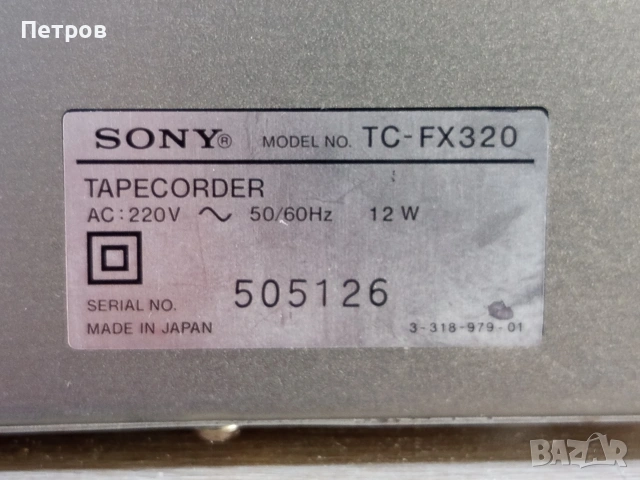 Петров
SONY® MODEL NO. TC-FX320
TAPECORDER
AC: 220V ~ 50/60Hz 12 W
505126
SERIAL NO.
MADE IN JAPAN 3-318-979-01
BAZAR